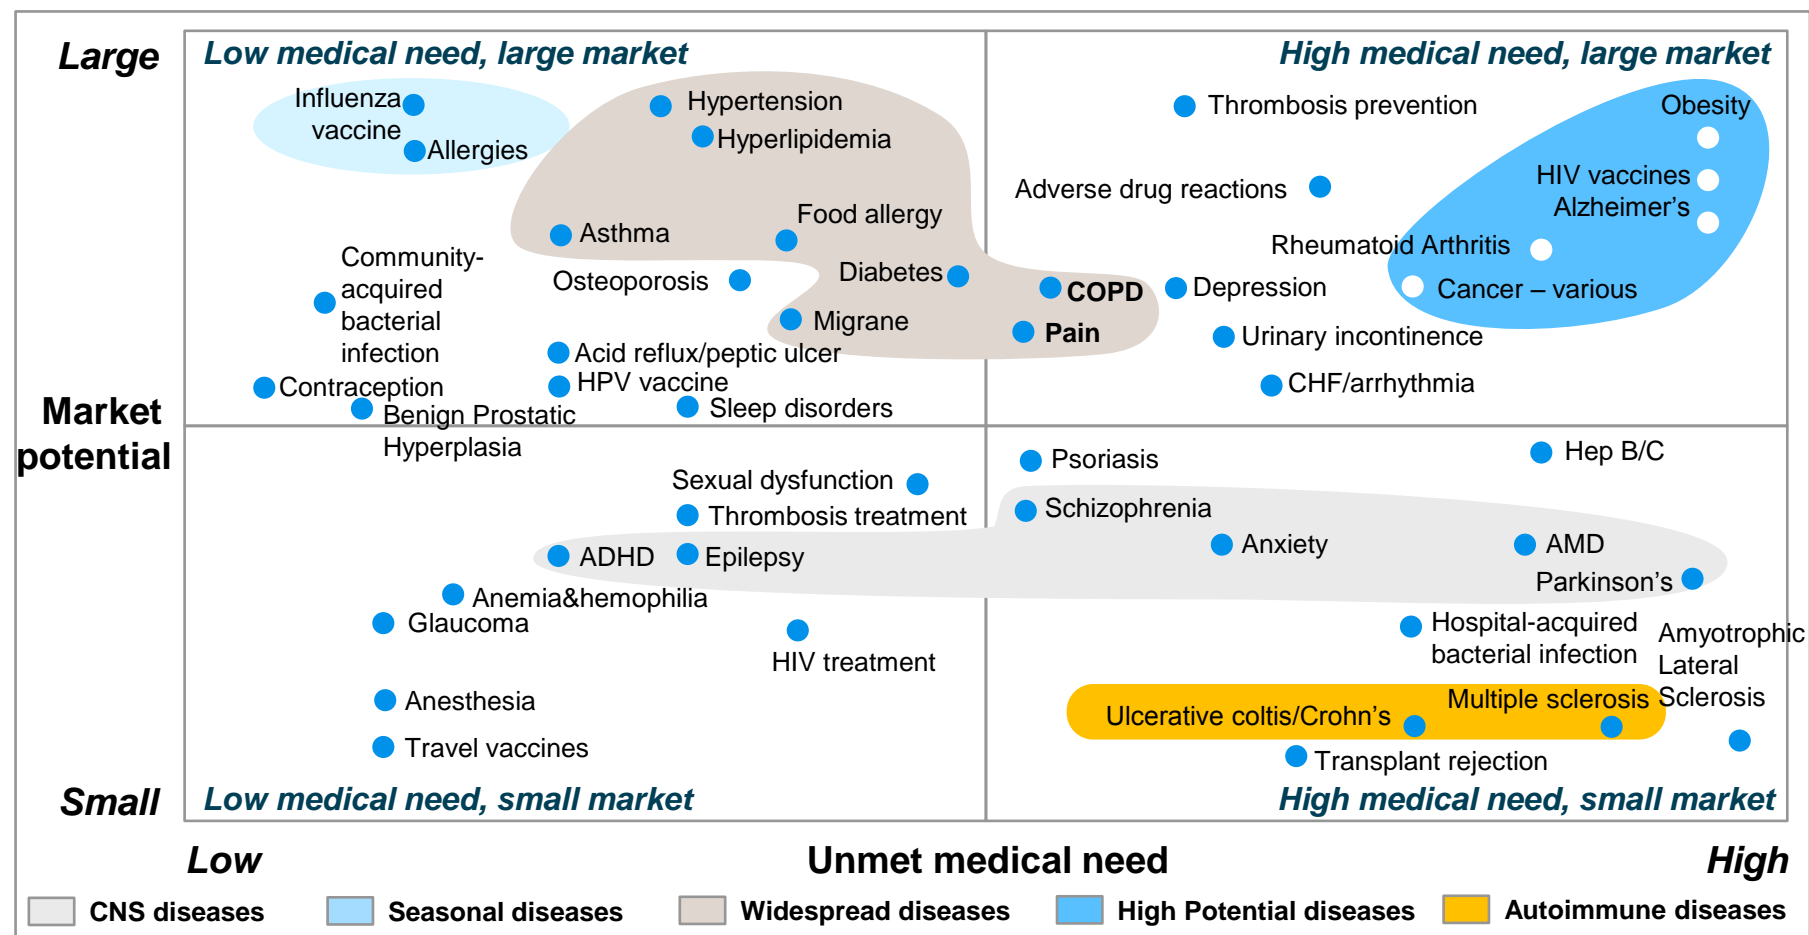 Large
Low medical need, large market
High medical need, large market
Influenza
vaccine
Allergies
Hypertension
Hyperlipidemia
Thrombosis prevention
Obesity
Adverse drug reactions
HIV vaccines
Alzheimer's
Food allergy
Asthma
Rheumatoid Arthritis
Community-
acquired
bacterial
infection
Osteoporosis
Diabetes
COPD
Depression
Cancer – various
Migrane
Pain
Urinary incontinence
Acid reflux/peptic ulcer
HPV vaccine
CHF/arrhythmia
Contraception
Benign Prostatic
Hyperplasia
Sleep disorders
Market
potential
Psoriasis
Hep B/C
Sexual dysfunction
Thrombosis treatment
Schizophrenia
ADHD
Epilepsy
Anxiety
AMD
Parkinson's
Anemia&hemophilia
Glaucoma
HIV treatment
Hospital-acquired
bacterial infection
Amyotrophic
Lateral
Sclerosis
Anesthesia
Ulcerative coltis/Crohn's
Multiple sclerosis
Travel vaccines
Transplant rejection
Small
Low medical need, small market
High medical need, small market
Low
Unmet medical need
High
CNS diseases
Seasonal diseases
Widespread diseases
High Potential diseases
Autoimmune diseases